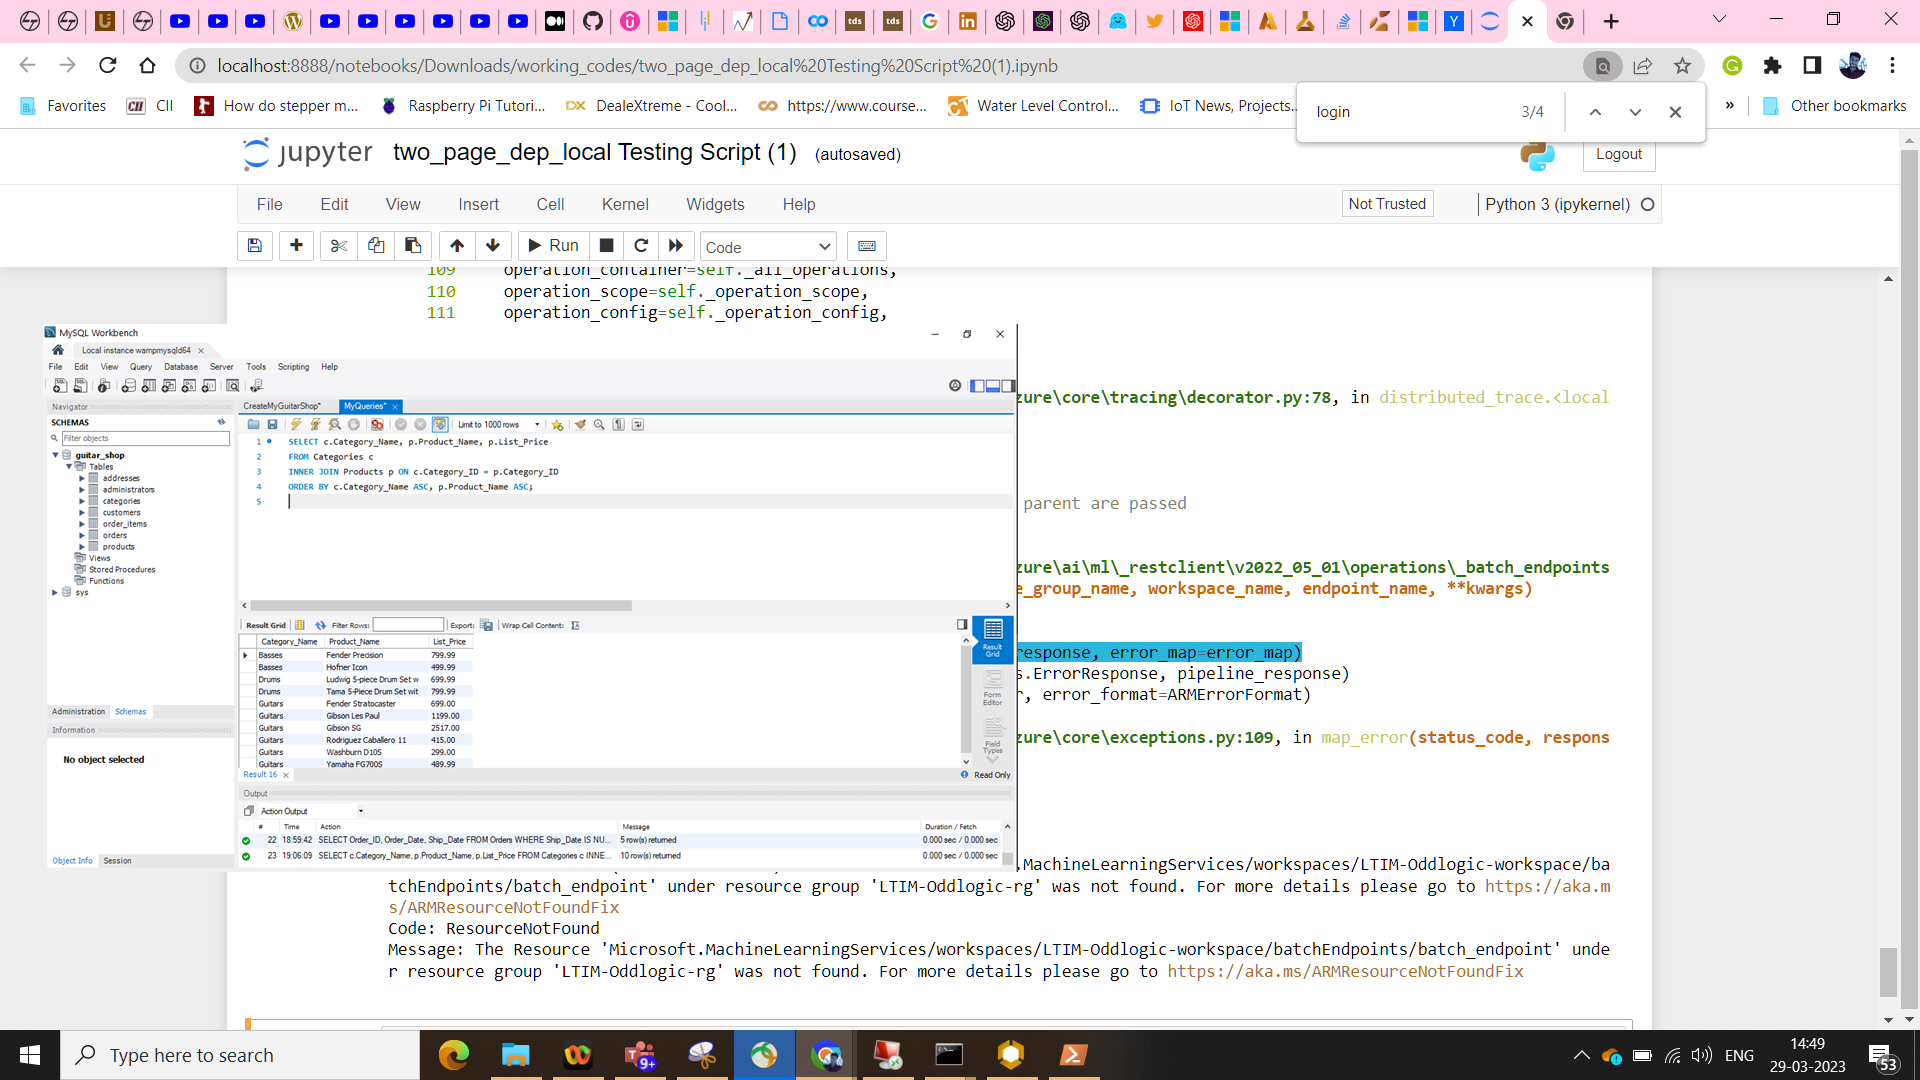 localhost:8888/notebooks/Downloads/working_codes/two_page_dep_local%20Testing%20Script%20(1).ipynb
Favorites
CII
How do stepper m...
Raspberry Pi Tutori...
DealeXtreme - Cool...
https://www.course...
Water Level Control...
IoT News, Projects...
»
Other bookmarks
login 3/4
jupyter two_page_dep_local Testing Script (1) (autosaved)
Logout
File Edit View Insert Cell Kernel Widgets Help
Not Trusted
Python 3 (ipykernel)
Run
Code
109 operation_container=self._all_operations,
110 operation_scope=self._operation_scope,
111 operation_config=self._operation_config,
MySQL Workbench
Local instance wampmysqld64
File Edit View Query Database Server Tools Scripting Help
Navigator
SCHEMAS
Filter objects
guitar_shop
Tables
addresses
administrators
categories
customers
order_items
orders
products
Views
Stored Procedures
Functions
sys
Administration Schemas
Information
No object selected
Object Info Session
CreateMyGuitarShop* MyQueries*
Limit to 1000 rows
1 SELECT c.Category_Name, p.Product_Name, p.List_Price
2 FROM Categories c
3 INNER JOIN Products p ON c.Category_ID = p.Category_ID
4 ORDER BY c.Category_Name ASC, p.Product_Name ASC;
5
Result Grid Filter Rows: Export: Wrap Cell Content:
Category_Name Product_Name List_Price
Basses Fender Precision 799.99
Basses Hofner Icon 499.99
Drums Ludwig 5-piece Drum Set w 699.99
Drums Tama 5-Piece Drum Set wit 799.99
Guitars Fender Stratocaster 699.00
Guitars Gibson Les Paul 1199.00
Guitars Gibson SG 2517.00
Guitars Rodriguez Caballero 11 415.00
Guitars Washburn D10S 299.00
Guitars Yamaha FG700S 489.99
Result Grid
Form Editor
Field Types
Result 16
Read Only
Output
Action Output
# Time Action Message Duration / Fetch
22 18:59:42 SELECT Order_ID, Order_Date, Ship_Date FROM Orders WHERE Ship_Date IS NU... 5 row(s) returned 0.000 sec / 0.000 sec
23 19:06:09 SELECT c.Category_Name, p.Product_Name, p.List_Price FROM Categories c INNE... 10 row(s) returned 0.000 sec / 0.000 sec
zure\core\tracing\decorator.py:78, in distributed_trace.<local
parent are passed
zure\ai\ml\_restclient\v2022_05_01\operations\_batch_endpoints
e_group_name, workspace_name, endpoint_name, **kwargs)
response, error_map=error_map)
s.ErrorResponse, pipeline_response)
r, error_format=ARMErrorFormat)
zure\core\exceptions.py:109, in map_error(status_code, respons
.MachineLearningServices/workspaces/LTIM-Oddlogic-workspace/ba
tchEndpoints/batch_endpoint' under resource group 'LTIM-Oddlogic-rg' was not found. For more details please go to https://aka.m
s/ARMResourceNotFoundFix
Code: ResourceNotFound
Message: The Resource 'Microsoft.MachineLearningServices/workspaces/LTIM-Oddlogic-workspace/batchEndpoints/batch_endpoint' unde
r resource group 'LTIM-Oddlogic-rg' was not found. For more details please go to https://aka.ms/ARMResourceNotFoundFix
Type here to search
ENG
14:49
29-03-2023
53